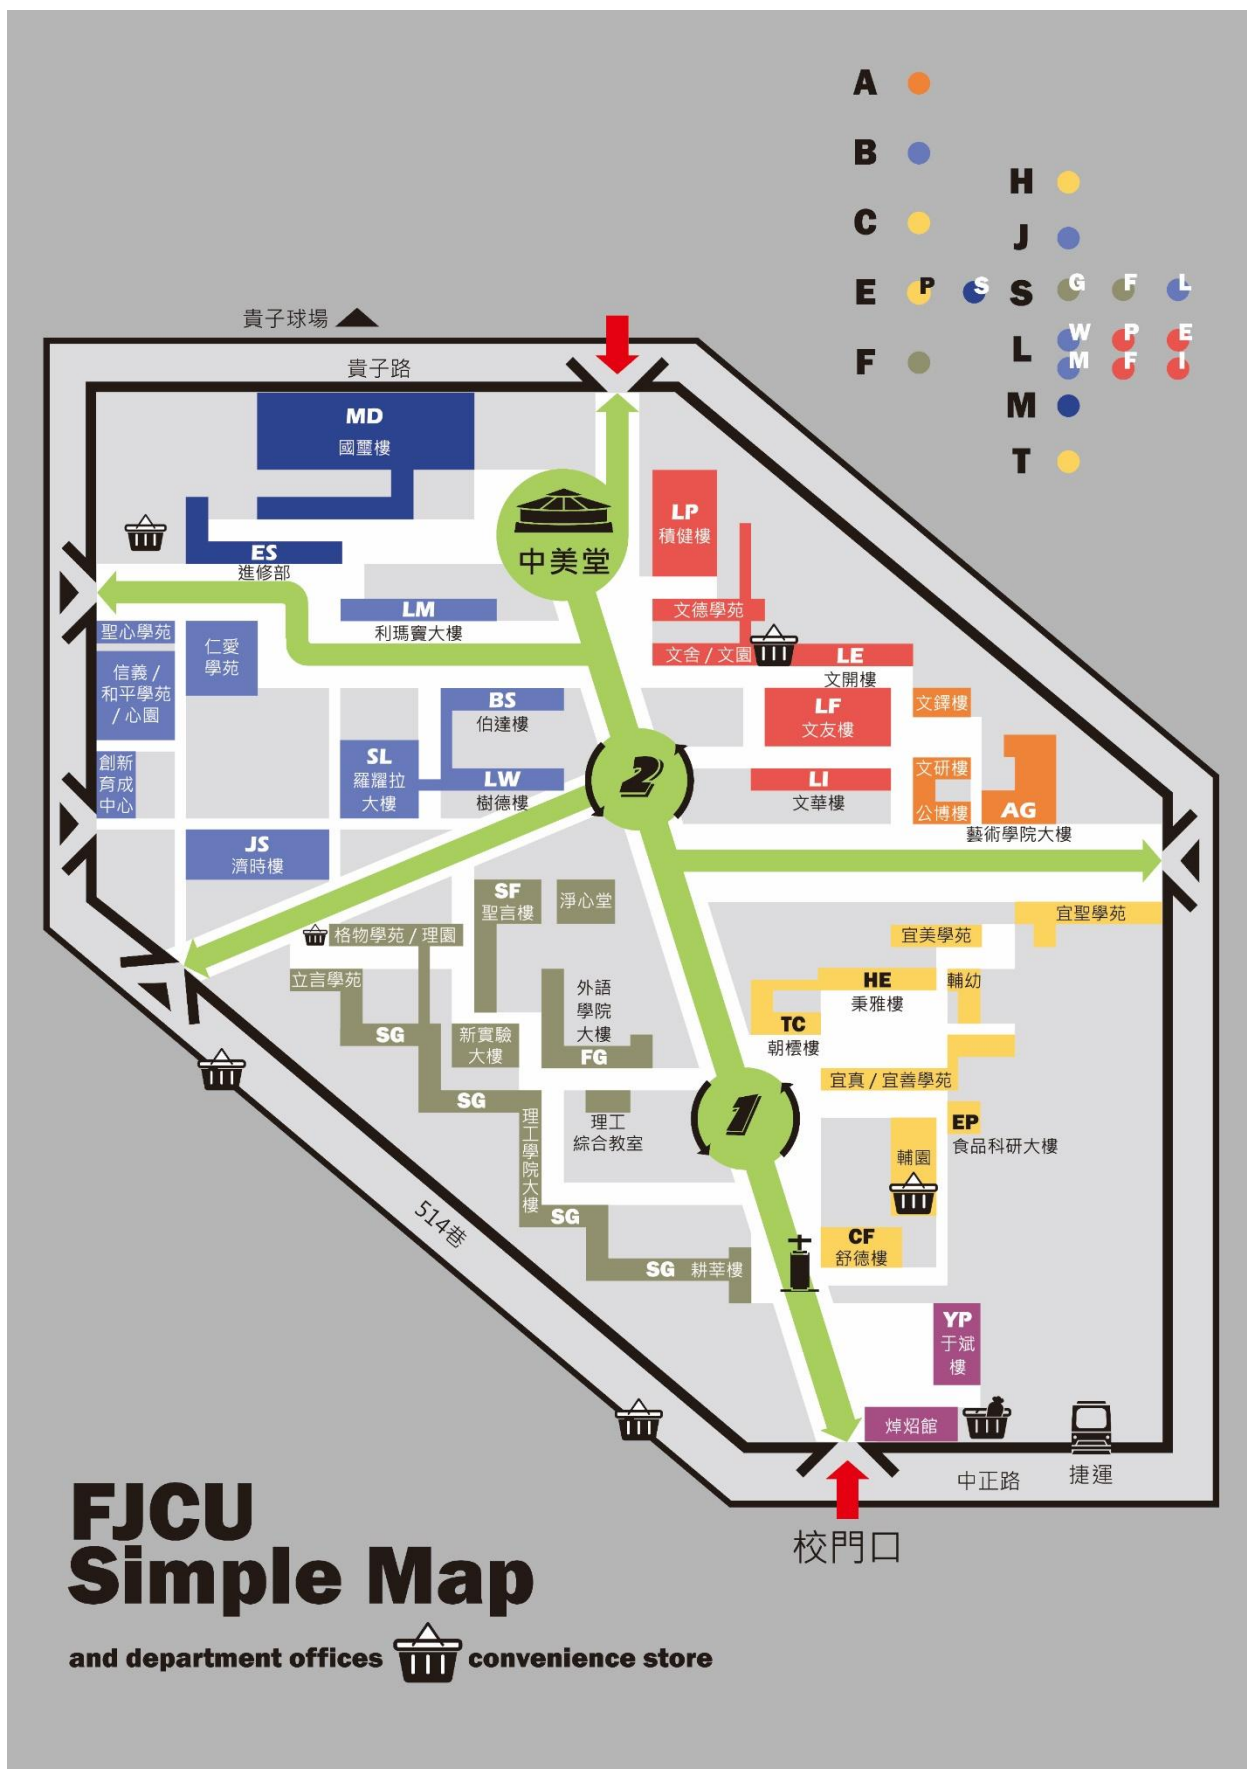 A
B
C
E P S
F
H
J
S G F L
L W P E
M F I
M
T
貴子球場
貴子路
MD
國璽樓
ES
進修部
中美堂
LP
積健樓
LM
利瑪竇大樓
文德學苑
文舍 / 文園
LE
文開樓
聖心學苑
仁愛
學苑
信義 /
和平學苑
/ 心園
BS
伯達樓
LF
文友樓
文鐸樓
創新
育成
中心
SL
羅耀拉
大樓
LW
樹德樓
2
LI
文華樓
文研樓
公博樓
AG
藝術學院大樓
JS
濟時樓
SF
聖言樓
淨心堂
格物學苑 / 理園
立言學苑
SG
新實驗
大樓
外語
學院
大樓
FG
宜聖學苑
宜美學苑
HE
秉雅樓
輔幼
TC
朝橒樓
宜真 / 宜善學苑
1
SG
理工學院大樓
理工
綜合教室
EP
食品科研大樓
輔園
SG
CF
舒德樓
SG 耕莘樓
514巷
YP
于斌
樓
焯炤館
中正路
捷運
校門口
FJCU
Simple Map
and department offices convenience store